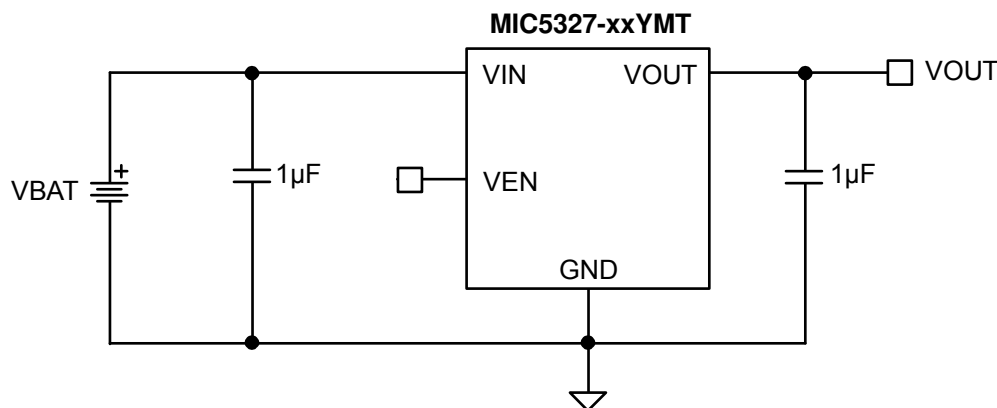 MIC5327-xxYMT
VIN
VOUT
VOUT
VBAT
+
1µF
VEN
1µF
GND